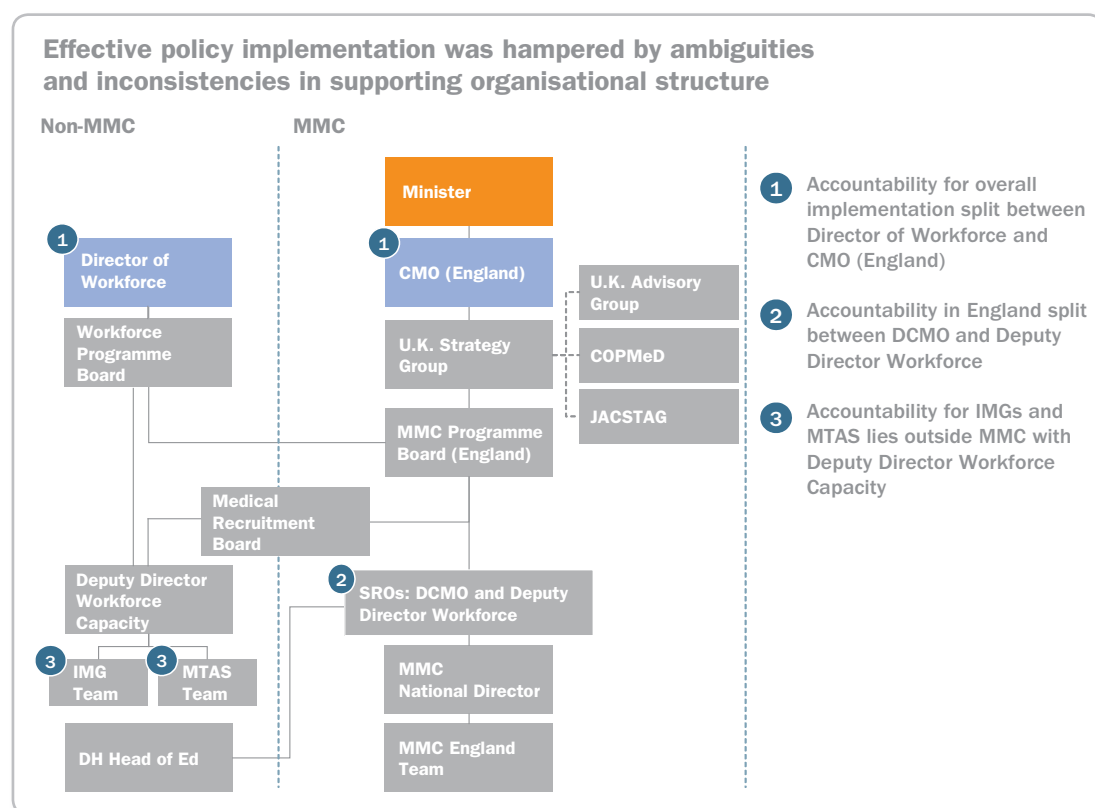 Effective policy implementation was hampered by ambiguities
and inconsistencies in supporting organisational structure
Non-MMC
MMC
Minister
1
Director of
Workforce
1
CMO (England)
Workforce
Programme
Board
U.K. Strategy
Group
U.K. Advisory
Group
COPMeD
JACSTAG
MMC Programme
Board (England)
Medical
Recruitment
Board
Deputy Director
Workforce
Capacity
2
SROs: DCMO and Deputy
Director Workforce
3
IMG
Team
3
MTAS
Team
MMC
National Director
DH Head of Ed
MMC England
Team
1
Accountability for overall
implementation split between
Director of Workforce and
CMO (England)
2
Accountability in England split
between DCMO and Deputy
Director Workforce
3
Accountability for IMGs and
MTAS lies outside MMC with
Deputy Director Workforce
Capacity